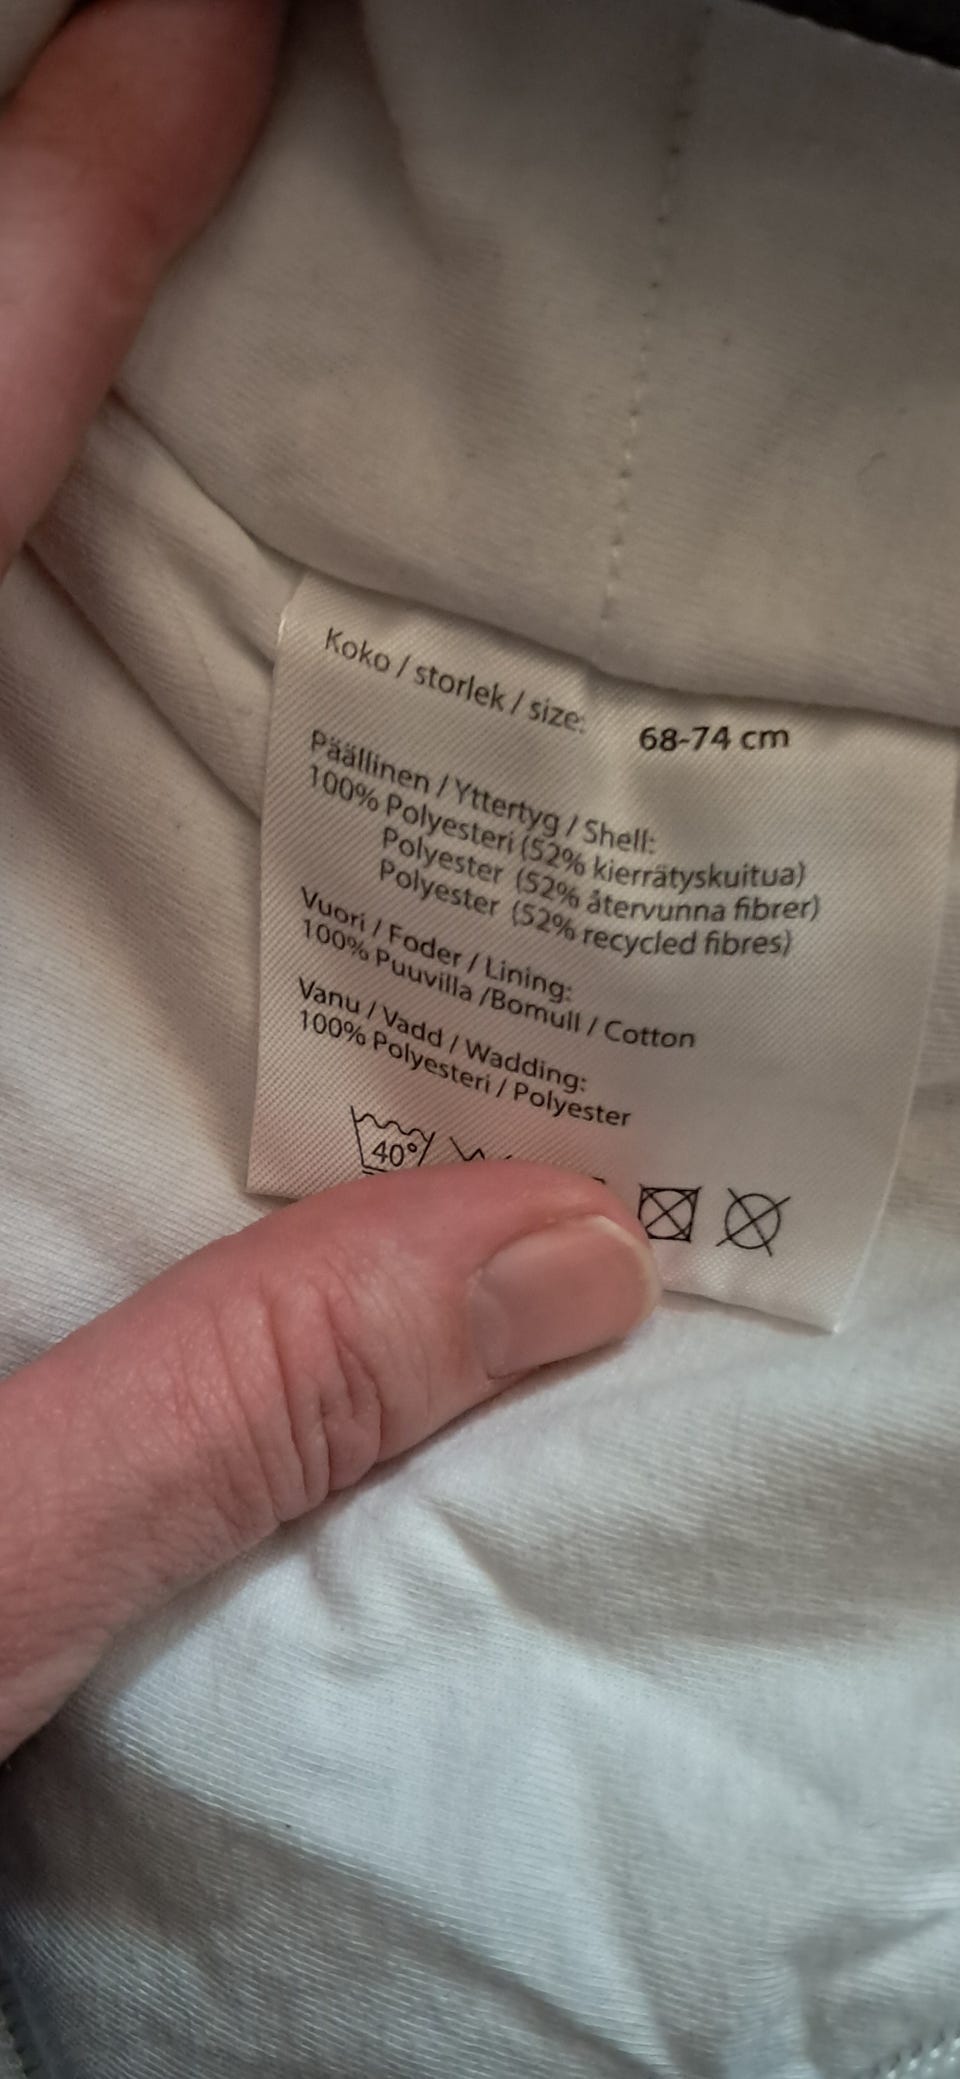 Koko / storlek / size: 68-74 cm
Päällinen / Yttertyg / Shell:
100% Polyesteri (52% kierrätyskuitua)
Polyester (52% återvunna fibrer)
Polyester (52% recycled fibres)
Vuori / Foder / Lining:
100% Puuvilla /Bomull / Cotton
Vanu / Vadd / Wadding:
100% Polyesteri / Polyester
40°